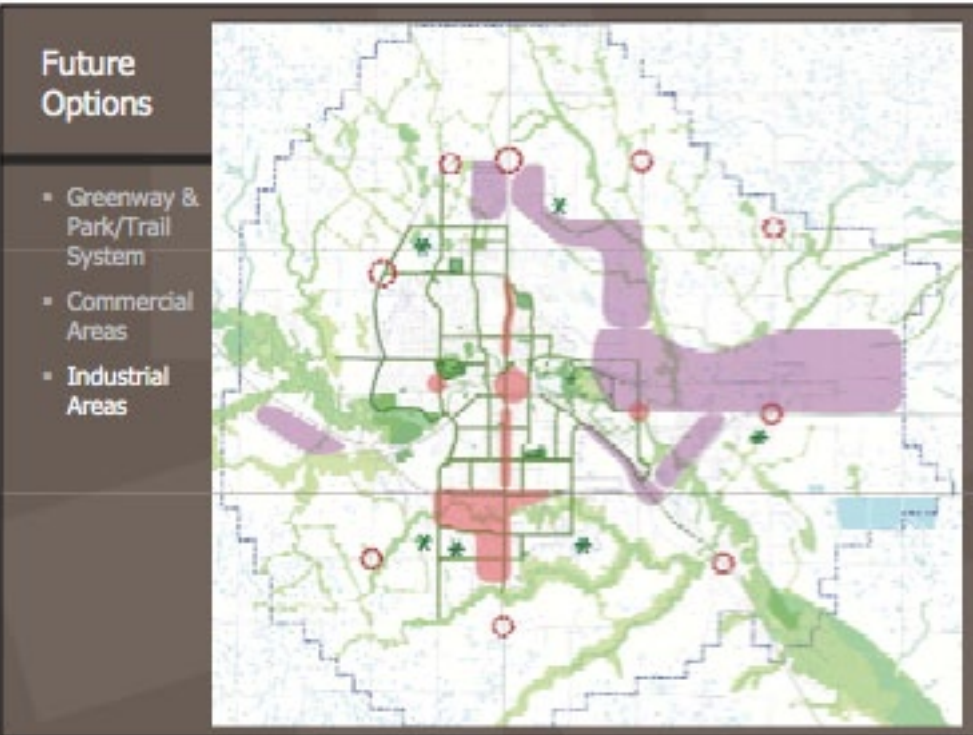 Future
Options
▪ Greenway &
Park/Trail
System
▪ Commercial
Areas
▪ Industrial
Areas